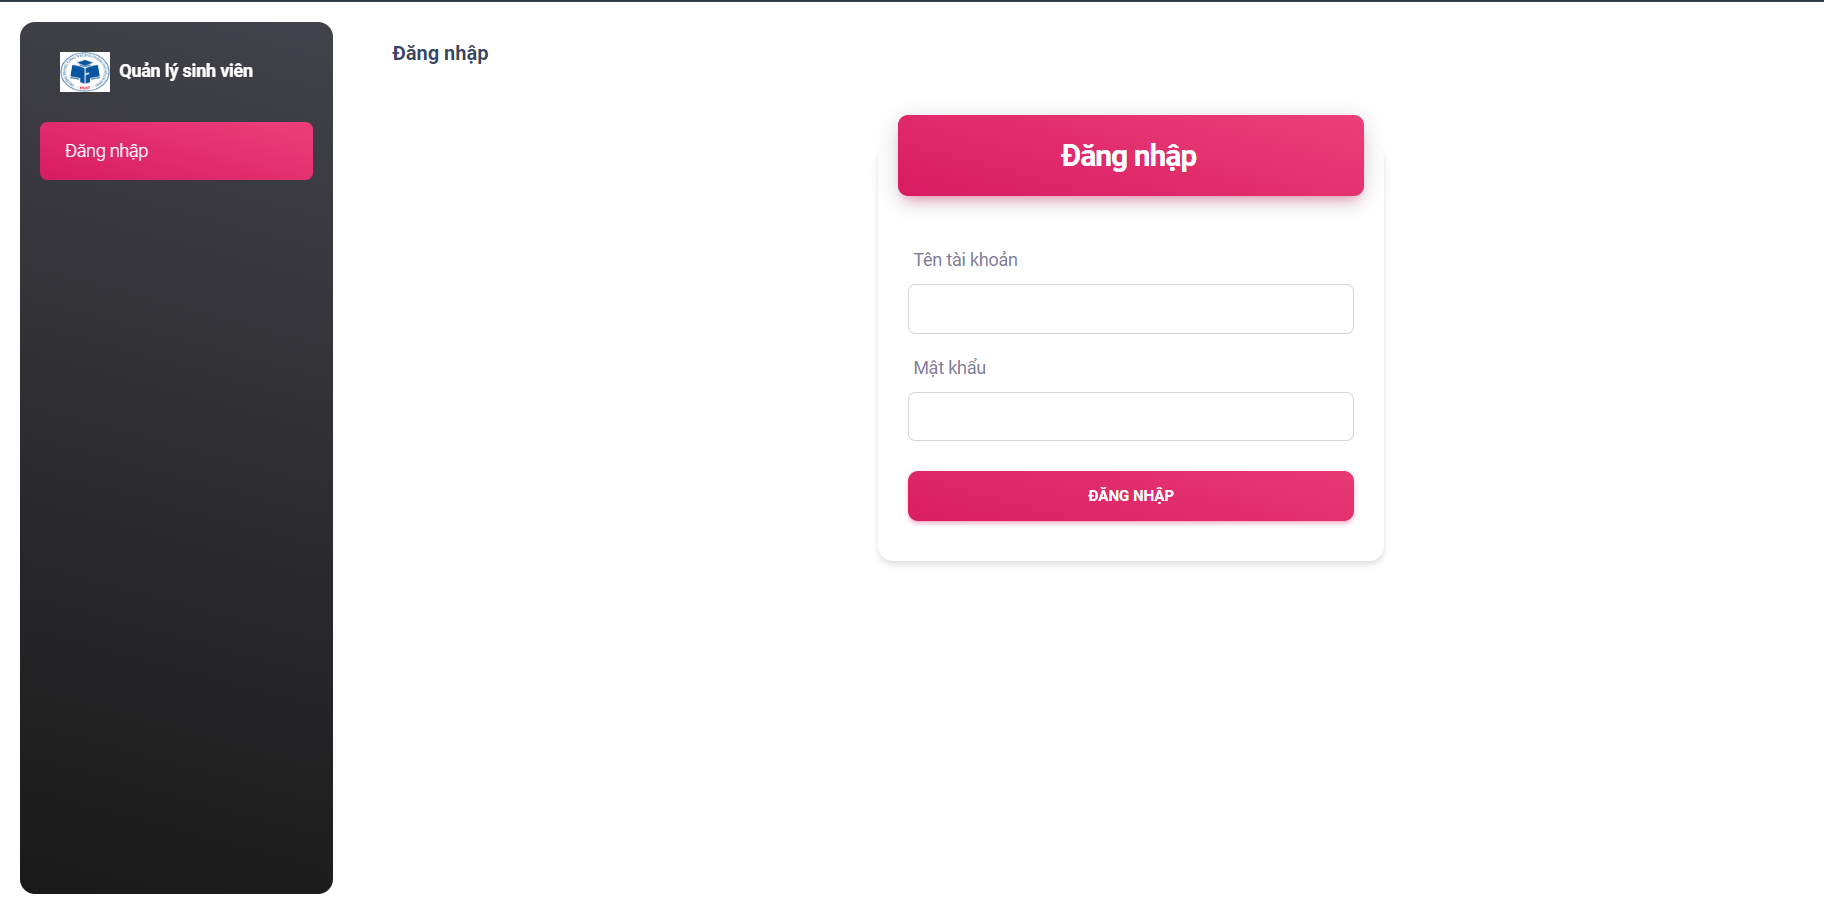 Quản lý sinh viên
Đăng nhập
Đăng nhập
Đăng nhập
Tên tài khoản
Mật khẩu
ĐĂNG NHẬP